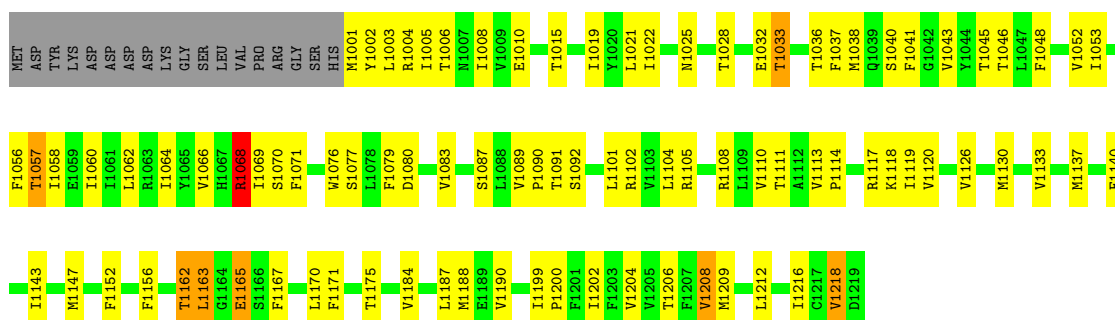 MET ASP TYR LYS ASP ASP ASP ASP LYS GLY SER LEU VAL PRO ARG GLY SER HIS M1001 Y1002 L1003 R1004 I1005 T1006 N1007 I1008 V1009 E1010 T1015 I1019 Y1020 L1021 I1022 N1025 T1028 E1032 T1033 T1036 F1037 M1038 Q1039 S1040 F1041 G1042 V1043 Y1044 T1045 T1046 L1047 F1048 V1052 I1053
F1056 T1057 I1058 E1059 I1060 I1061 L1062 R1063 I1064 Y1065 V1066 H1067 R1068 I1069 S1070 F1071 W1076 S1077 L1078 F1079 D1080 V1083 S1087 L1088 V1089 P1090 T1091 S1092 L1101 R1102 V1103 L1104 R1105 R1108 L1109 V1110 T1111 A1112 V1113 P1114 R1117 K1118 I1119 V1120 V1126 M1130 V1133 M1137
I1143 M1147 F1152 F1156 T1162 L1163 G1164 E1165 S1166 F1167 L1170 F1171 T1175 V1184 L1187 M1188 E1189 V1190 I1199 P1200 F1201 I1202 F1203 V1204 V1205 T1206 F1207 V1208 M1209 L1212 I1216 C1217 V1218 D1219